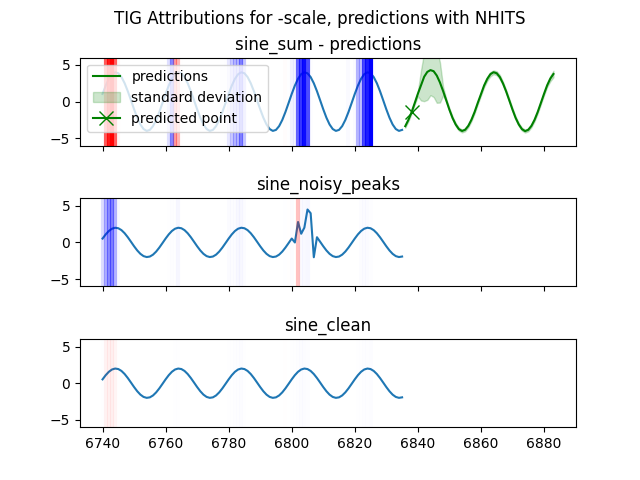 TIG Attributions for -scale, predictions with NHITS
sine_sum - predictions
5
0
−5
predictions
standard deviation
predicted point
sine_noisy_peaks
5
0
−5
sine_clean
5
0
−5
6740 6760 6780 6800 6820 6840 6860 6880